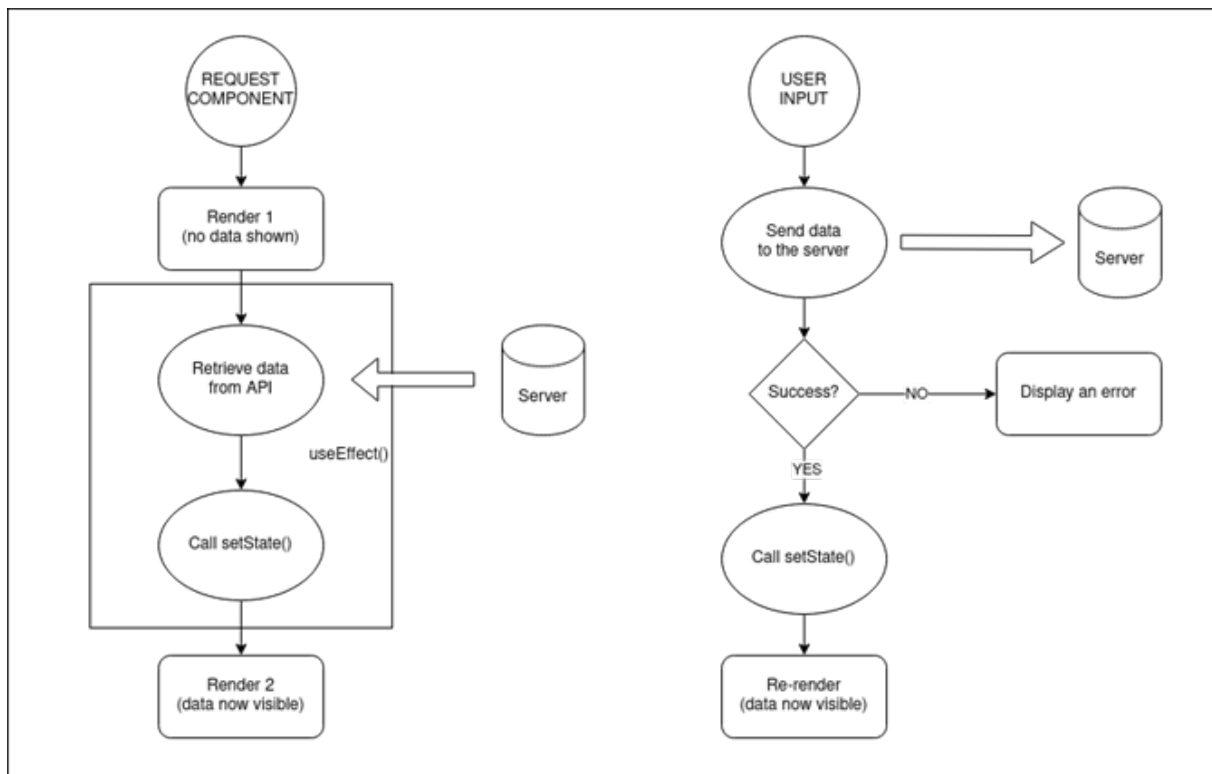 REQUEST
COMPONENT
Render 1
(no data shown)
Retrieve data
from API
Server
useEffect()
Call setState()
Render 2
(data now visible)
USER
INPUT
Send data
to the server
Server
Success?
NO
Display an error
YES
Call setState()
Re-render
(data now visible)